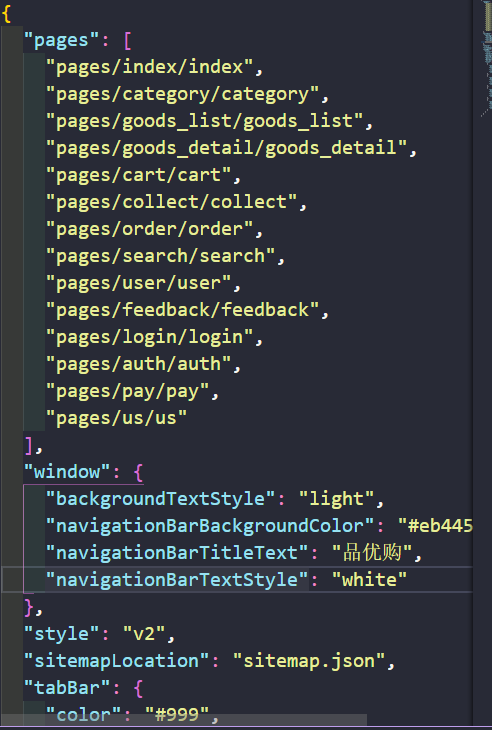 {
"pages": [
"pages/index/index",
"pages/category/category",
"pages/goods_list/goods_list",
"pages/goods_detail/goods_detail",
"pages/cart/cart",
"pages/collect/collect",
"pages/order/order",
"pages/search/search",
"pages/user/user",
"pages/feedback/feedback",
"pages/login/login",
"pages/auth/auth",
"pages/pay/pay",
"pages/us/us"
],
"window": {
"backgroundTextStyle": "light",
"navigationBarBackgroundColor": "#eb445
"navigationBarTitleText": "品优购",
"navigationBarTextStyle": "white"
},
"style": "v2",
"sitemapLocation": "sitemap.json",
"tabBar": {
"color": "#999",